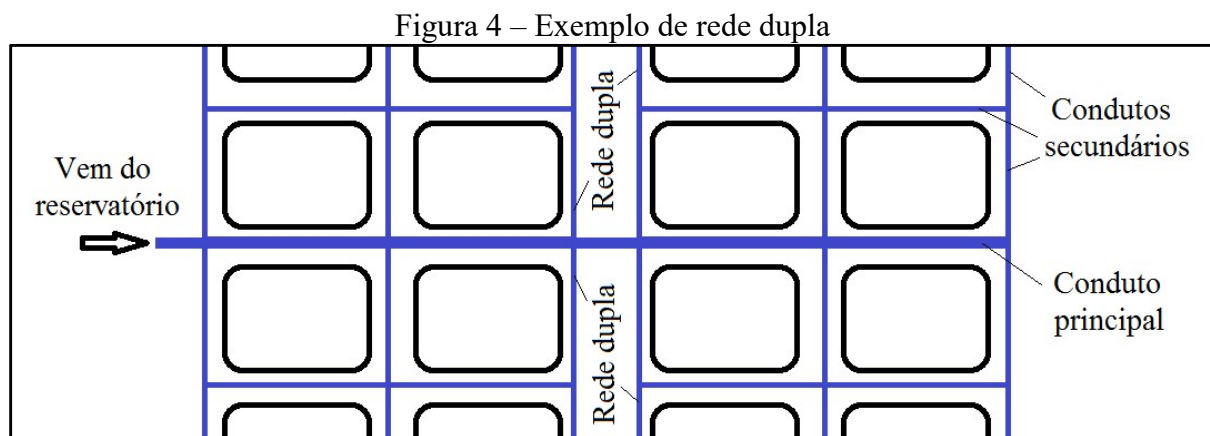 Figura 4 – Exemplo de rede dupla
Vem do
reservatório
Rede dupla
Rede dupla
Condutos
secundários
Conduto
principal